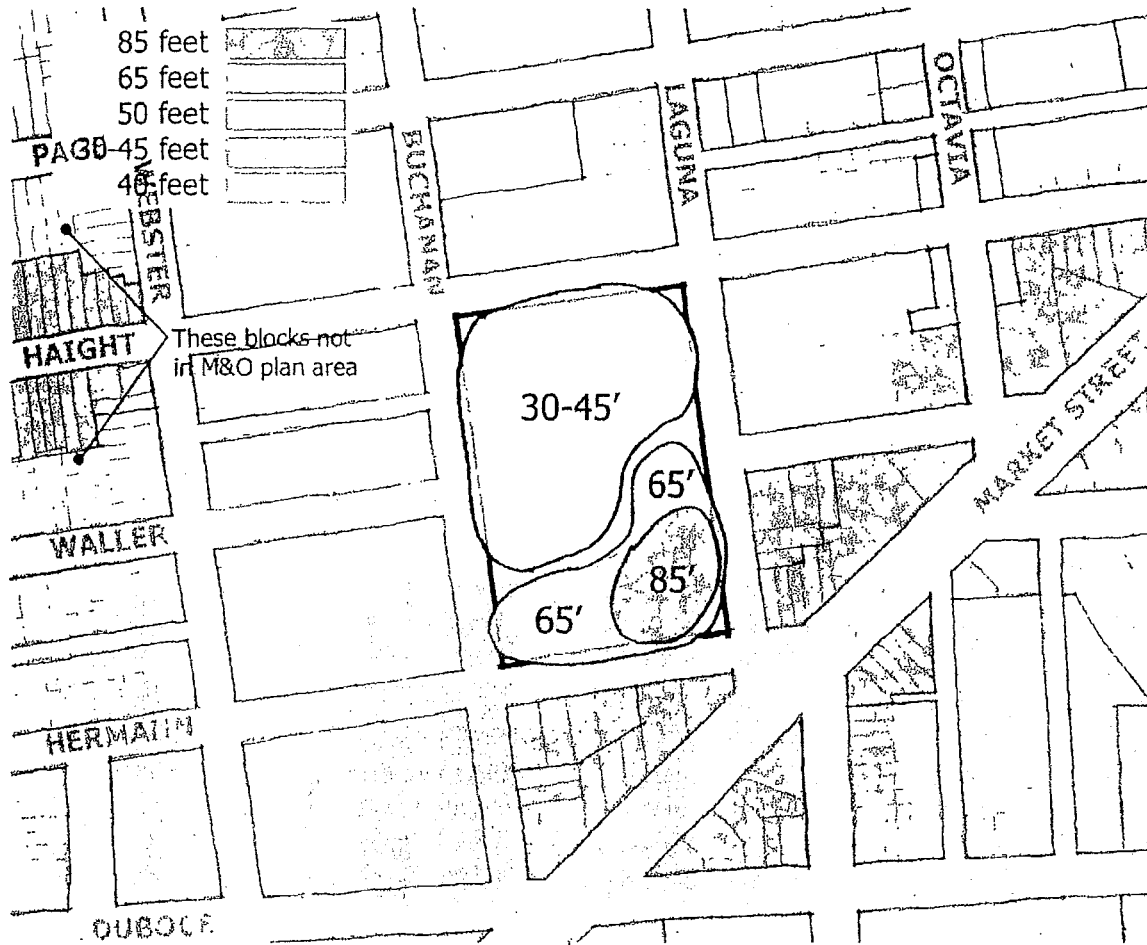 85 feet
65 feet
50 feet
30-45 feet
40 feet
PAGE
WEBSTER
BUCHANAN
LAGUNA
OCTAVIA
HAIGHT
These blocks not
in M&O plan area
30-45’
65’
85’
65’
MARKET STREET
WALLER
HERMANN
DUBOCE